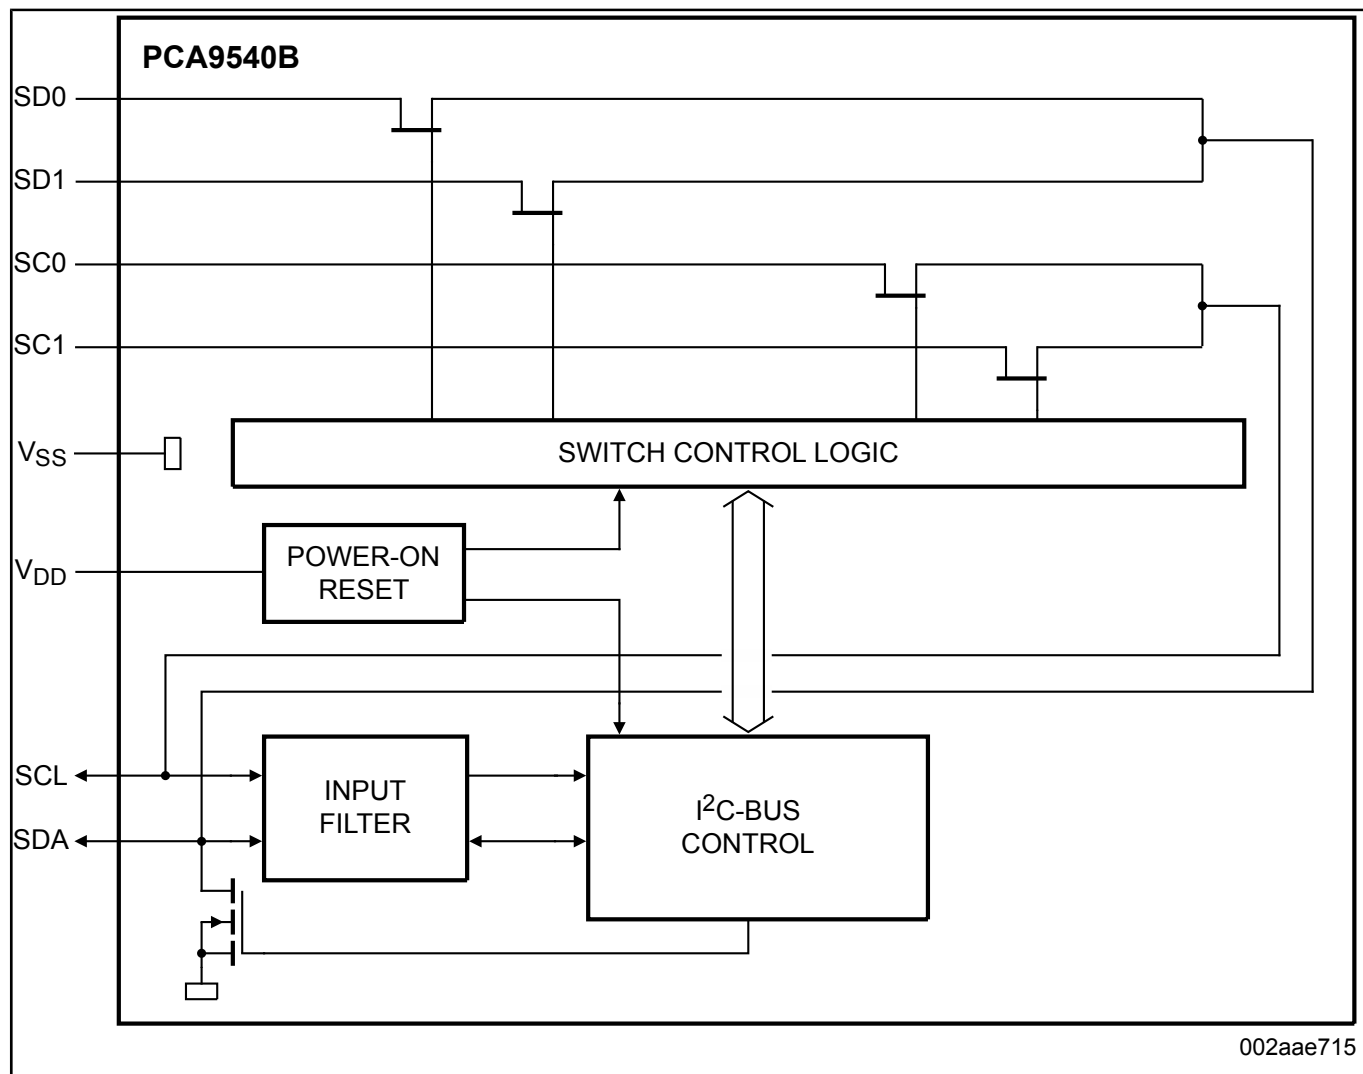 PCA9540B
SD0
SD1
SC0
SC1
VSS
SWITCH CONTROL LOGIC
VDD
POWER-ON
RESET
SCL
SDA
INPUT
FILTER
I²C-BUS
CONTROL
002aae715